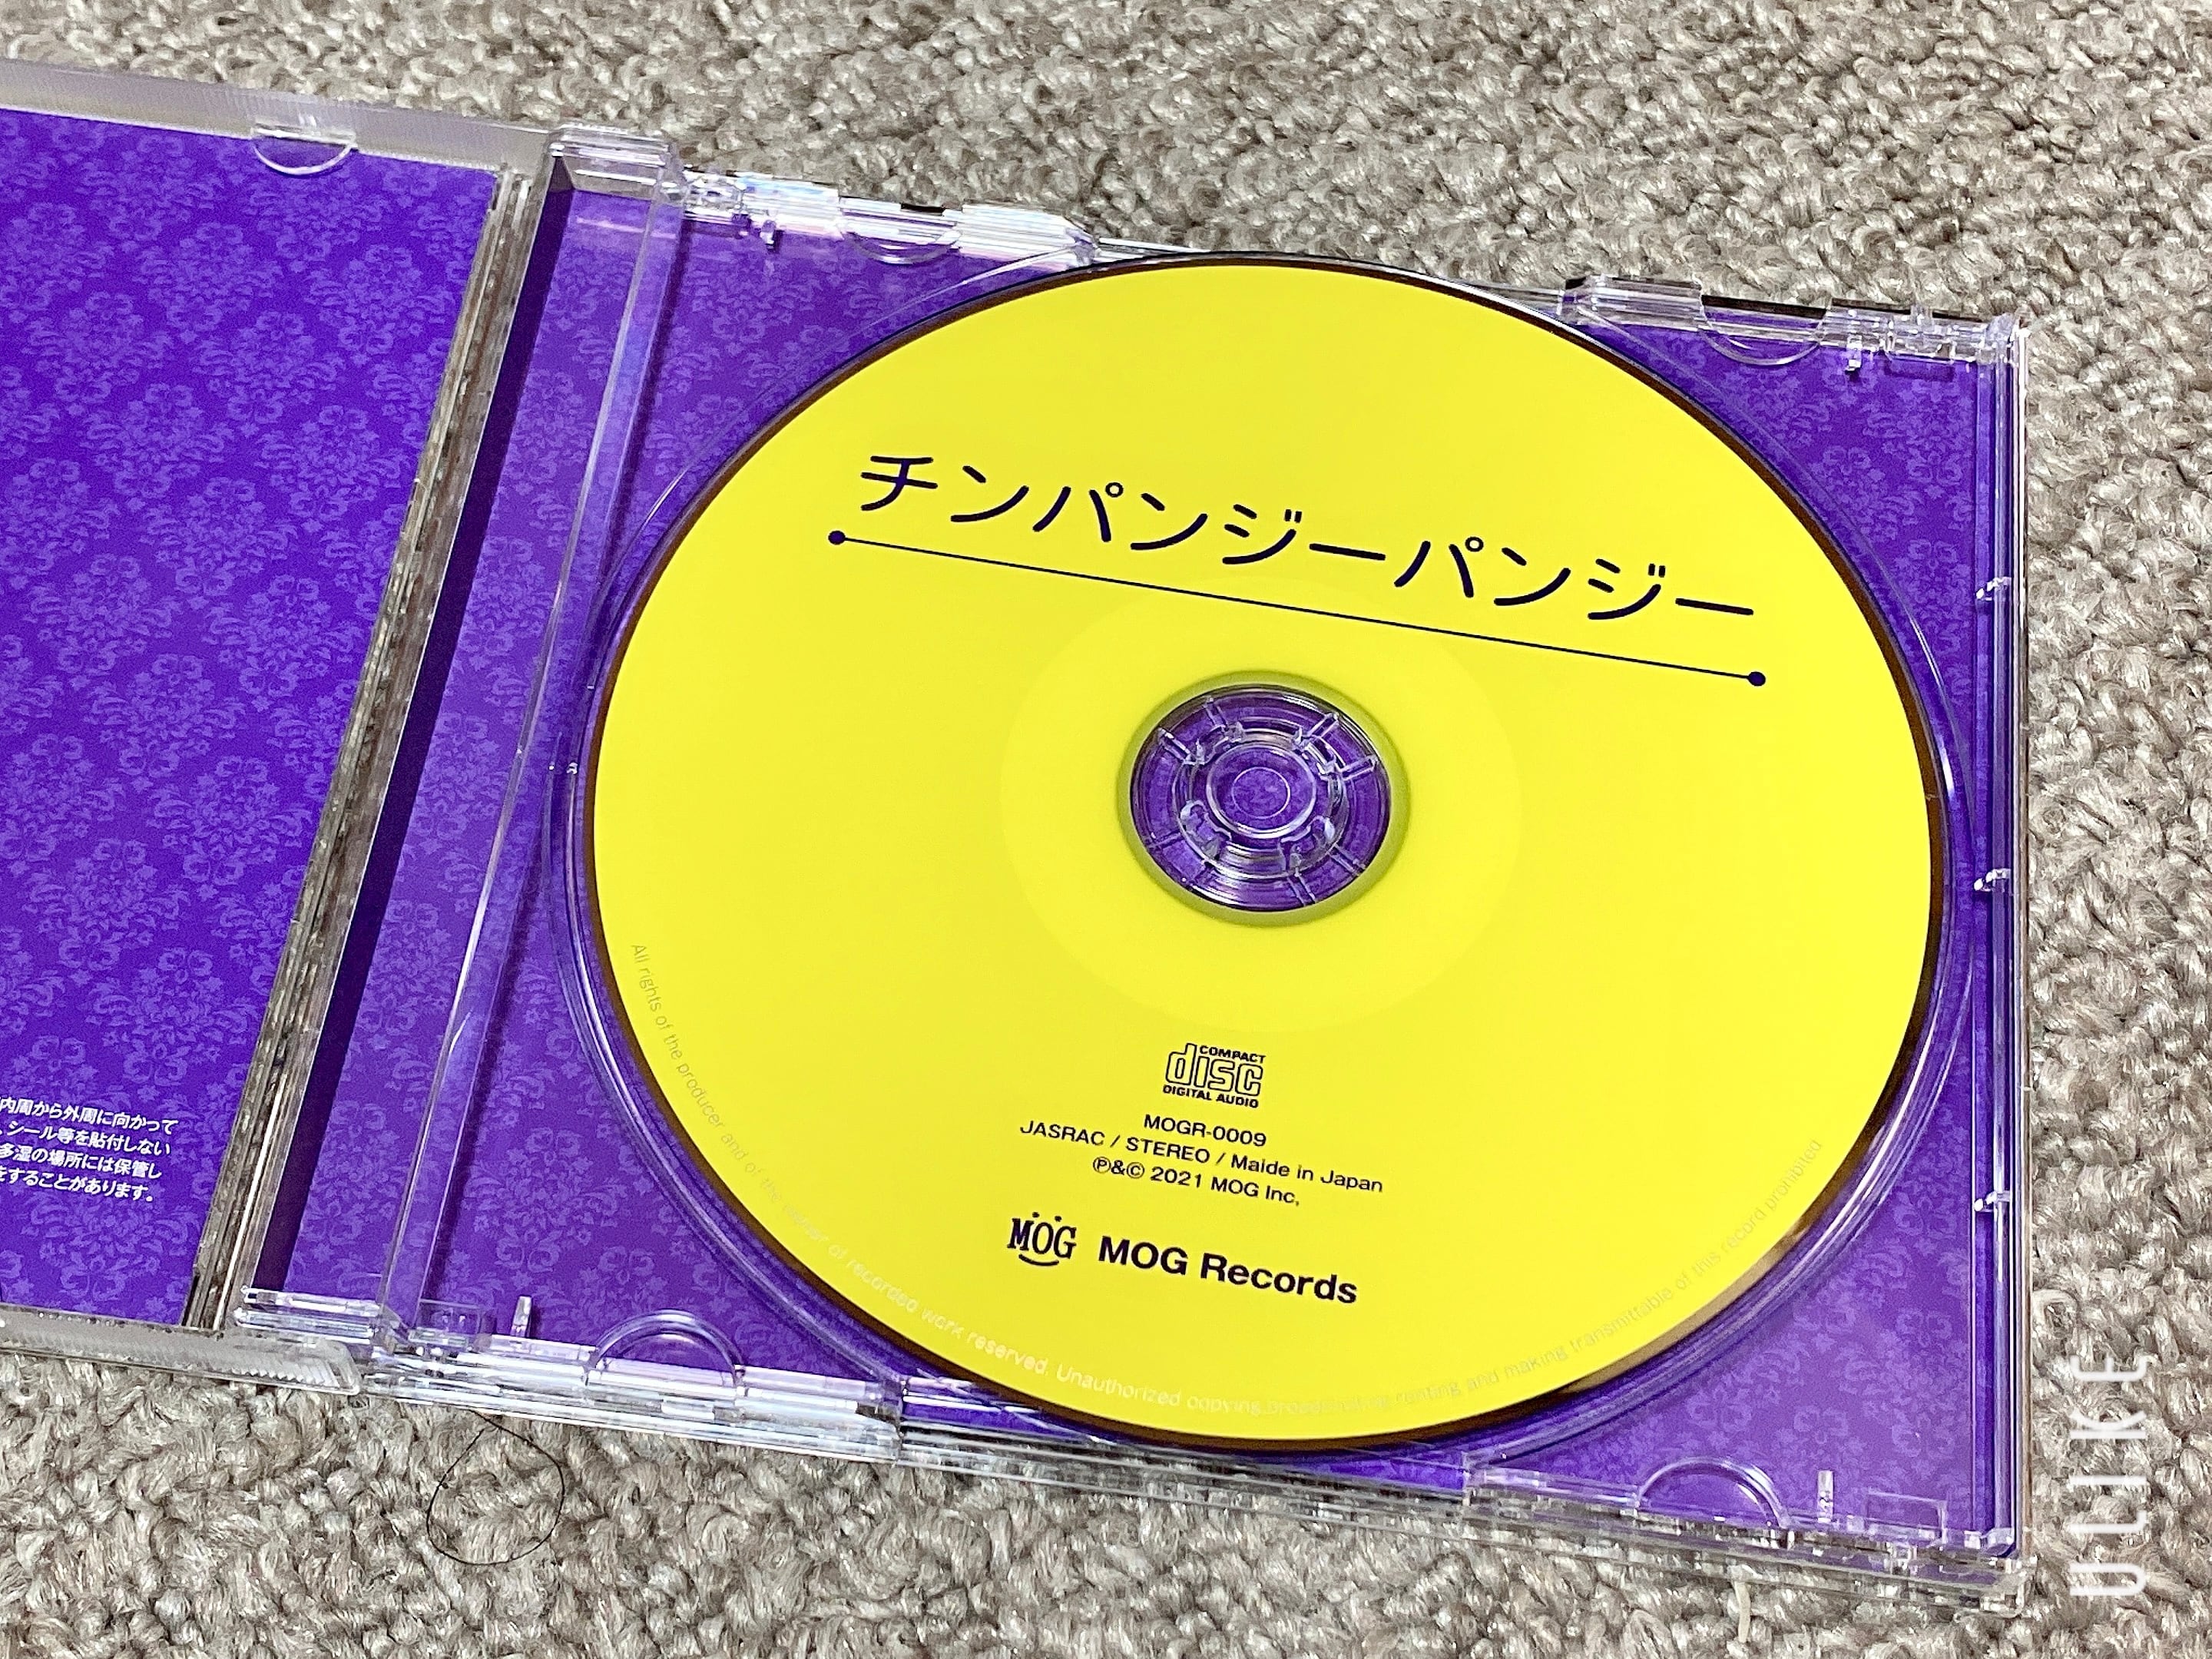 チンパンジーパンジー
COMPACT
disc
DIGITAL AUDIO
MOGR-0009
JASRAC / STEREO / Maide in Japan
Ⓟ&© 2021 MOG Inc,
MOG MOG Records
All rights of the producer and of the owner of recorded work reserved. Unauthorized copying, broadcasting, renting, and making transmittable of this record prohibited
内周から外周に向かって
、シール等を貼付しない
多湿の場所には保管し
をすることがあります。
ULIKE